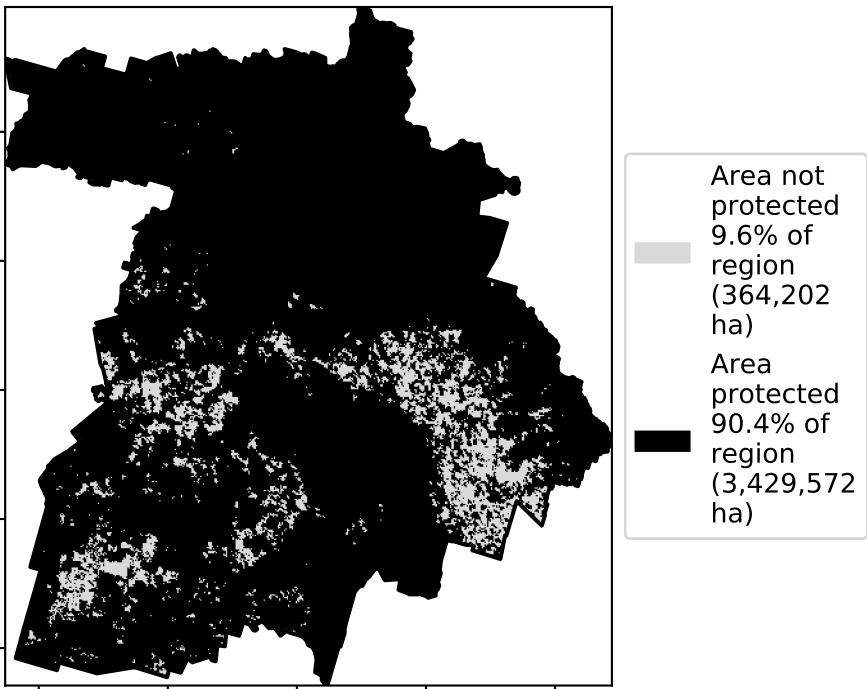 Area not
protected
9.6% of
region
(364,202
ha)
Area
protected
90.4% of
region
(3,429,572
ha)